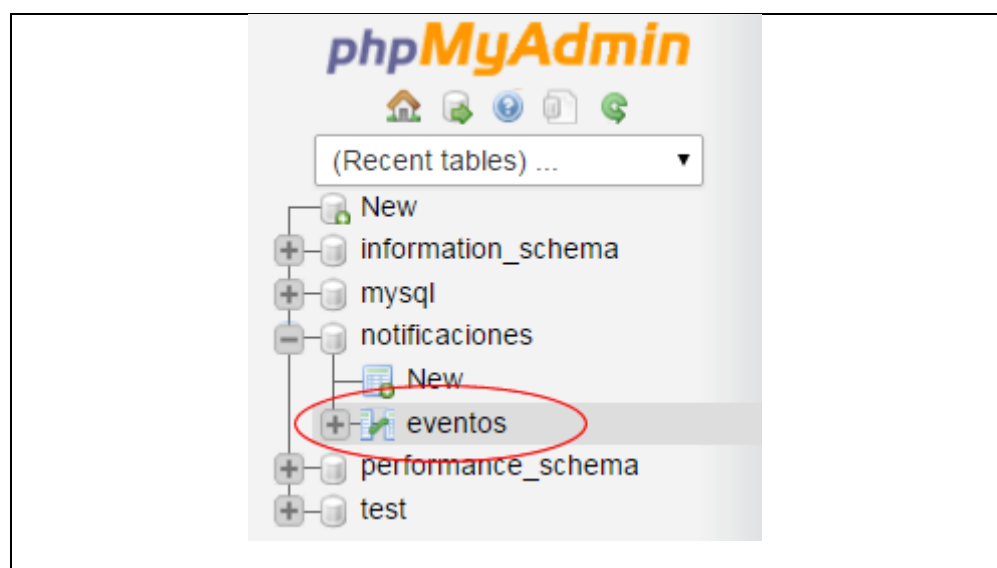 phpMyAdmin
(Recent tables) ...
New
information_schema
mysql
notificaciones
New
eventos
performance_schema
test